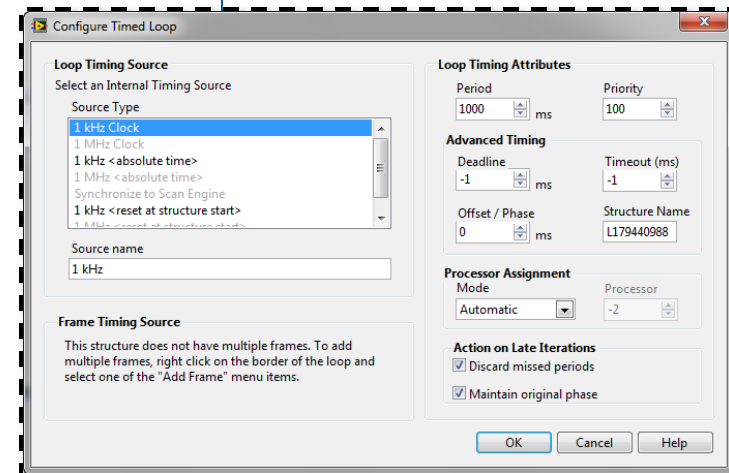 Configure Timed Loop
Loop Timing Source
Select an Internal Timing Source
Source Type
1 kHz Clock
1 MHz Clock
1 kHz <absolute time>
1 MHz <absolute time>
Synchronize to Scan Engine
1 kHz <reset at structure start>
1 MHz <reset at structure start>
Source name
1 kHz
Frame Timing Source
This structure does not have multiple frames. To add
multiple frames, right click on the border of the loop and
select one of the "Add Frame" menu items.
Loop Timing Attributes
Period Priority
1000 ms 100
Advanced Timing
Deadline Timeout (ms)
-1 ms -1
Offset / Phase Structure Name
0 ms L179440988
Processor Assignment
Mode Processor
Automatic -2
Action on Late Iterations
Discard missed periods
Maintain original phase
OK Cancel Help